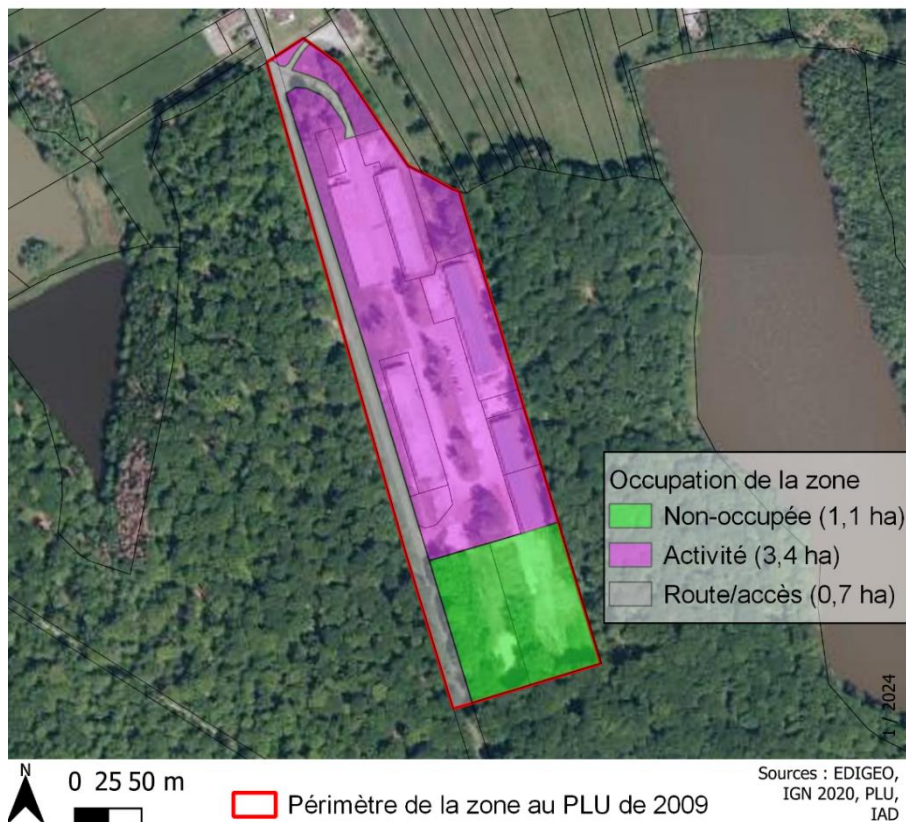 Occupation de la zone
Non-occupée (1,1 ha)
Activité (3,4 ha)
Route/accès (0,7 ha)
1 / 2024
N
0 25 50 m
Périmètre de la zone au PLU de 2009
Sources : EDIGEO,
IGN 2020, PLU,
IAD